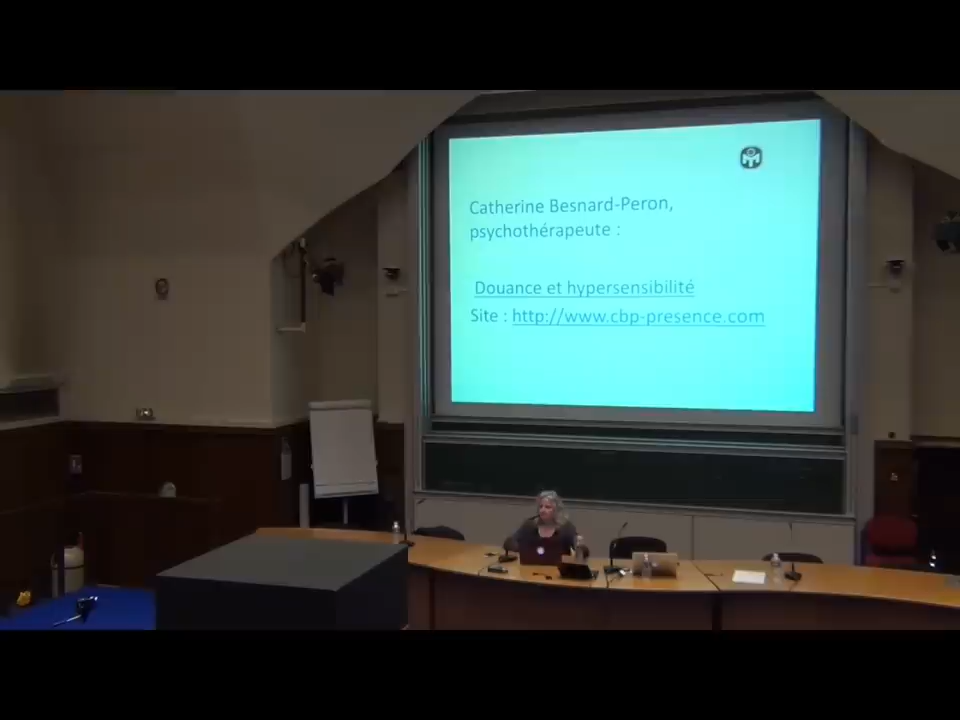 Catherine Besnard-Peron,
psychothérapeute :
Douance et hypersensibilité
Site : http://www.cbp-presence.com